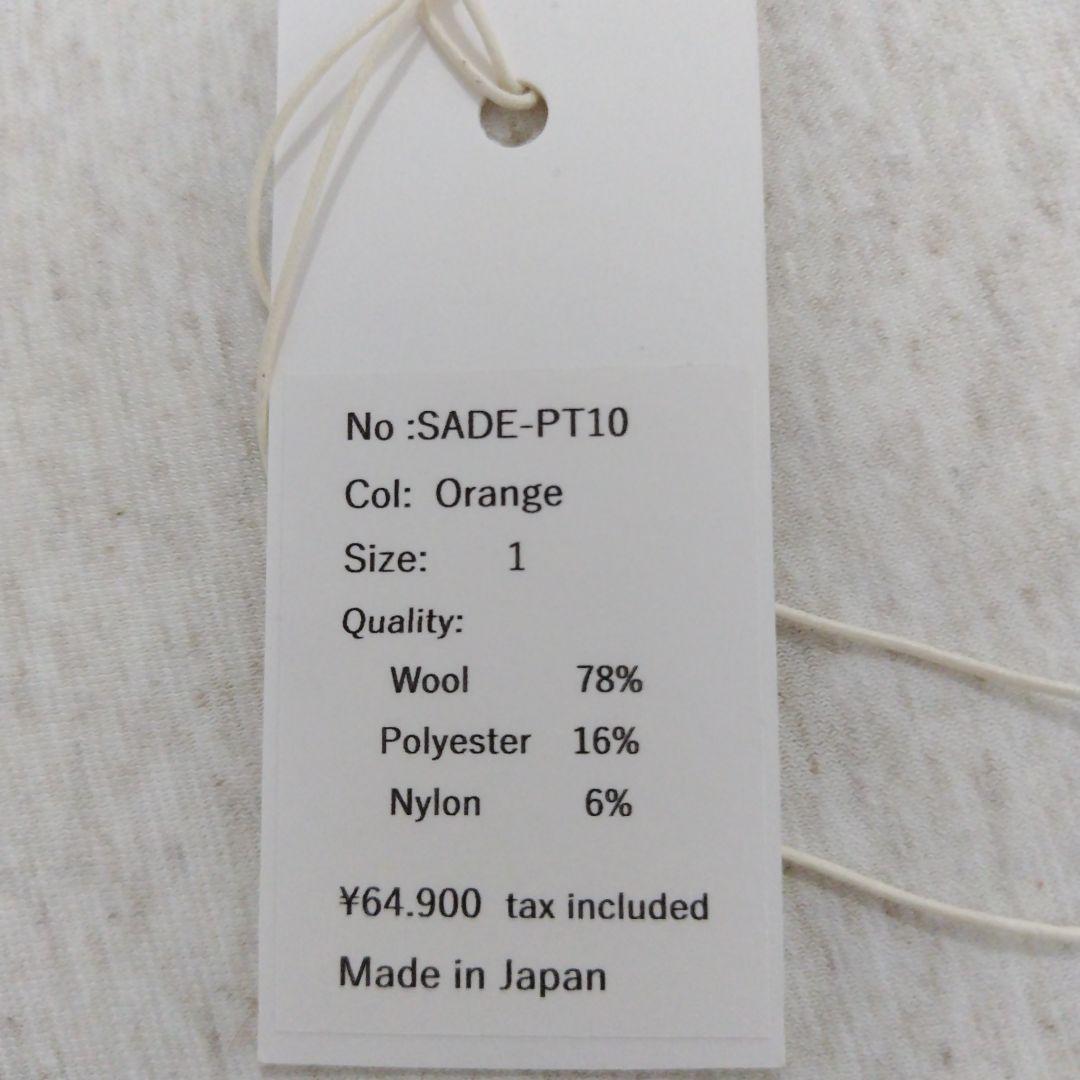 No :SADE-PT10
Col: Orange
Size: 1
Quality:
Wool 78%
Polyester 16%
Nylon 6%
¥64.900 tax included
Made in Japan